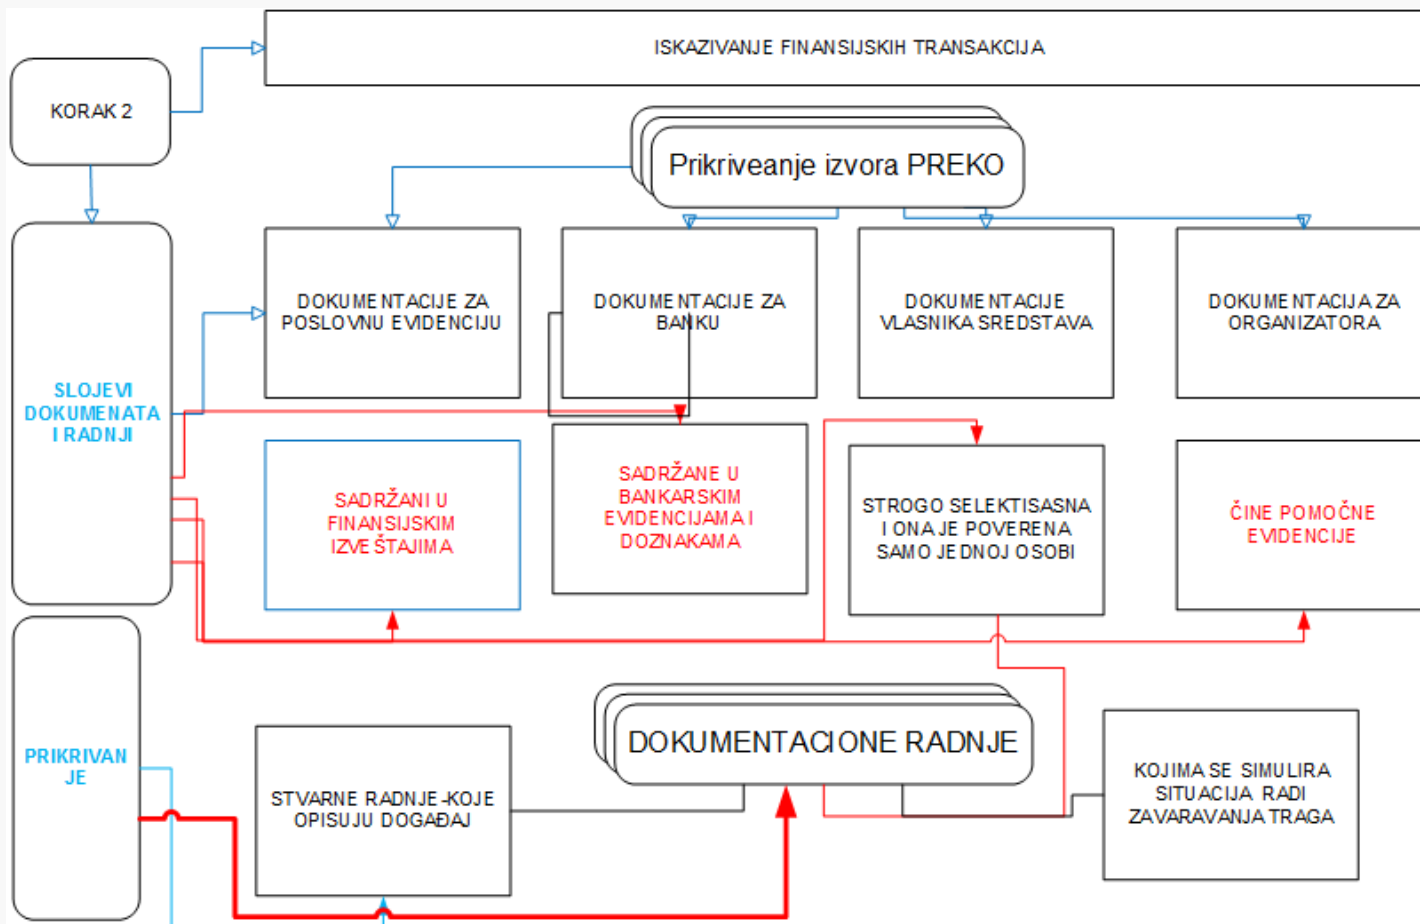 ISKAZIVANJE FINANSIJSKIH TRANSAKCIJA
KORAK 2
Prikriveanje izvora PREKO
DOKUMENTACIJE ZA
POSLOVNU EVIDENCIJU
DOKUMENTACIJE ZA
BANKU
DOKUMENTACIJE
VLASNIKA SREDSTAVA
DOKUMENTACIJA ZA
ORGANIZATORA
SLOJEVI
DOKUMENATA
I RADNJI
SADRŽANI U
FINANSIJSKIM
IZVEŠTAJIMA
SADRŽANE U
BANKARSKIM
EVIDENCIJAMA I
DOZNAKAMA
STROGO SELEKTISASNA
I ONA JE POVERENA
SAMO JEDNOJ OSOBI
ČINE POMOČNE
EVIDENCIJE
PRIKRIVAN
JE
STVARNE RADNJE-KOJE
OPISUJU DOGAĐAJ
DOKUMENTACIONE RADNJE
KOJIMA SE SIMULIRA
SITUACIJA RADI
ZAVARAVANJA TRAGA